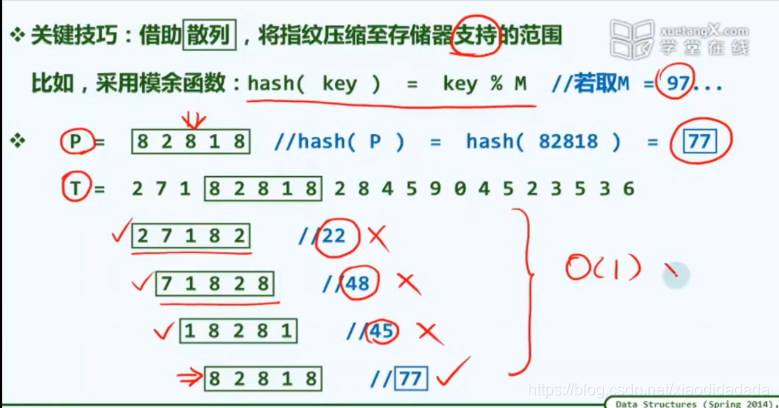 ❖ 关键技巧：借助散列，将指纹压缩至存储器支持的范围
xuetangX.com
学堂在线
比如，采用模余函数：hash( key ) = key % M //若取M = 97...
❖ P = 8 2 8 1 8 //hash( P ) = hash( 82818 ) = 77
T = 2 7 1 8 2 8 1 8 2 8 4 5 9 0 4 5 2 3 5 3 6
2 7 1 8 2 //22
7 1 8 2 8 //48
O(1)
1 8 2 8 1 //45
8 2 8 1 8 //77
https://blog.csdn.net/xiaodidadada
Data Structures (Spring 2014),